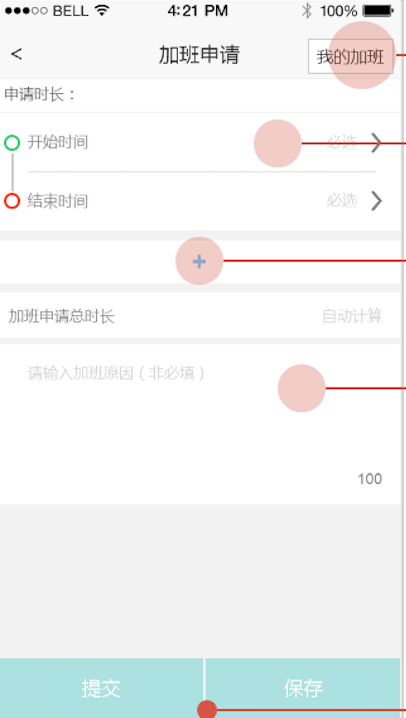 BELL 4:21 PM 100%
< 加班申请 我的加班
申请时长：
开始时间 必选
结束时间 必选
+
加班申请总时长 自动计算
请输入加班原因（非必填）
100
提交 保存